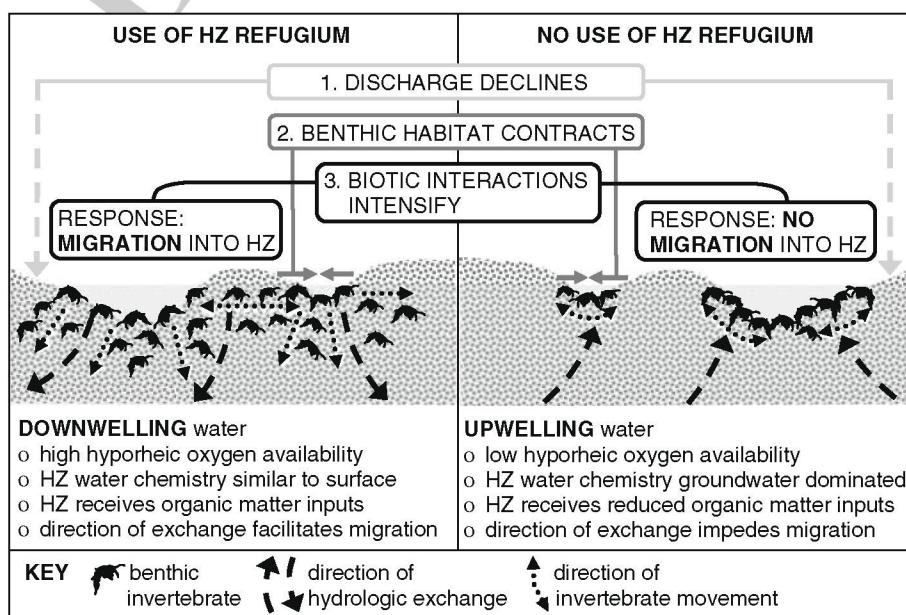 USE OF HZ REFUGIUM
NO USE OF HZ REFUGIUM
1. DISCHARGE DECLINES
2. BENTHIC HABITAT CONTRACTS
3. BIOTIC INTERACTIONS
INTENSIFY
RESPONSE:
MIGRATION INTO HZ
RESPONSE: NO
MIGRATION INTO HZ
DOWNWELLING water
o high hyporheic oxygen availability
o HZ water chemistry similar to surface
o HZ receives organic matter inputs
o direction of exchange facilitates migration
UPWELLING water
o low hyporheic oxygen availability
o HZ water chemistry groundwater dominated
o HZ receives reduced organic matter inputs
o direction of exchange impedes migration
KEY
benthic
invertebrate
direction of
hydrologic exchange
direction of
invertebrate movement